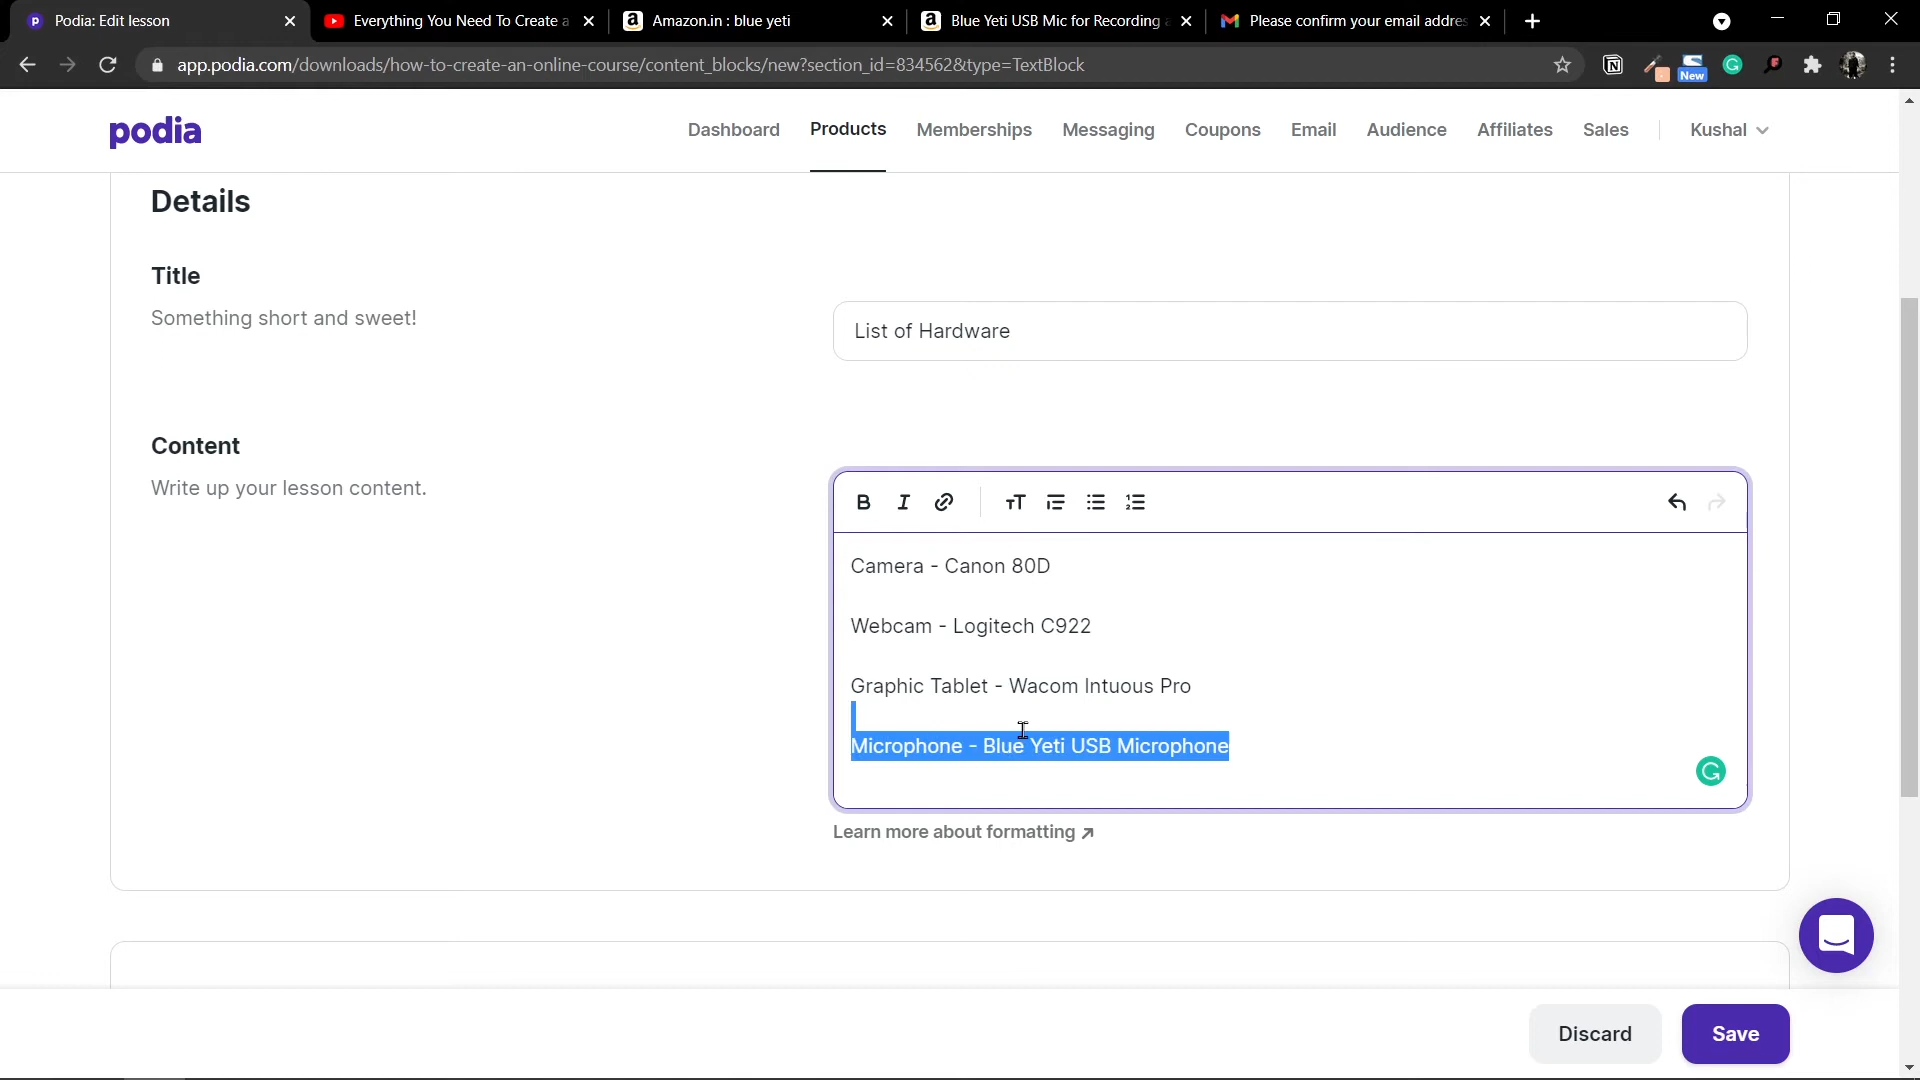 Podia: Edit lesson
Everything You Need To Create a
Amazon.in : blue yeti
Blue Yeti USB Mic for Recording a
Please confirm your email addres
app.podia.com/downloads/how-to-create-an-online-course/content_blocks/new?section_id=834562&type=TextBlock
New
podia
Dashboard
Products
Memberships
Messaging
Coupons
Email
Audience
Affiliates
Sales
Kushal
Details
Title
Something short and sweet!
List of Hardware
Content
Write up your lesson content.
Camera - Canon 80D
Webcam - Logitech C922
Graphic Tablet - Wacom Intuous Pro
Microphone - Blue Yeti USB Microphone
Learn more about formatting
Discard
Save